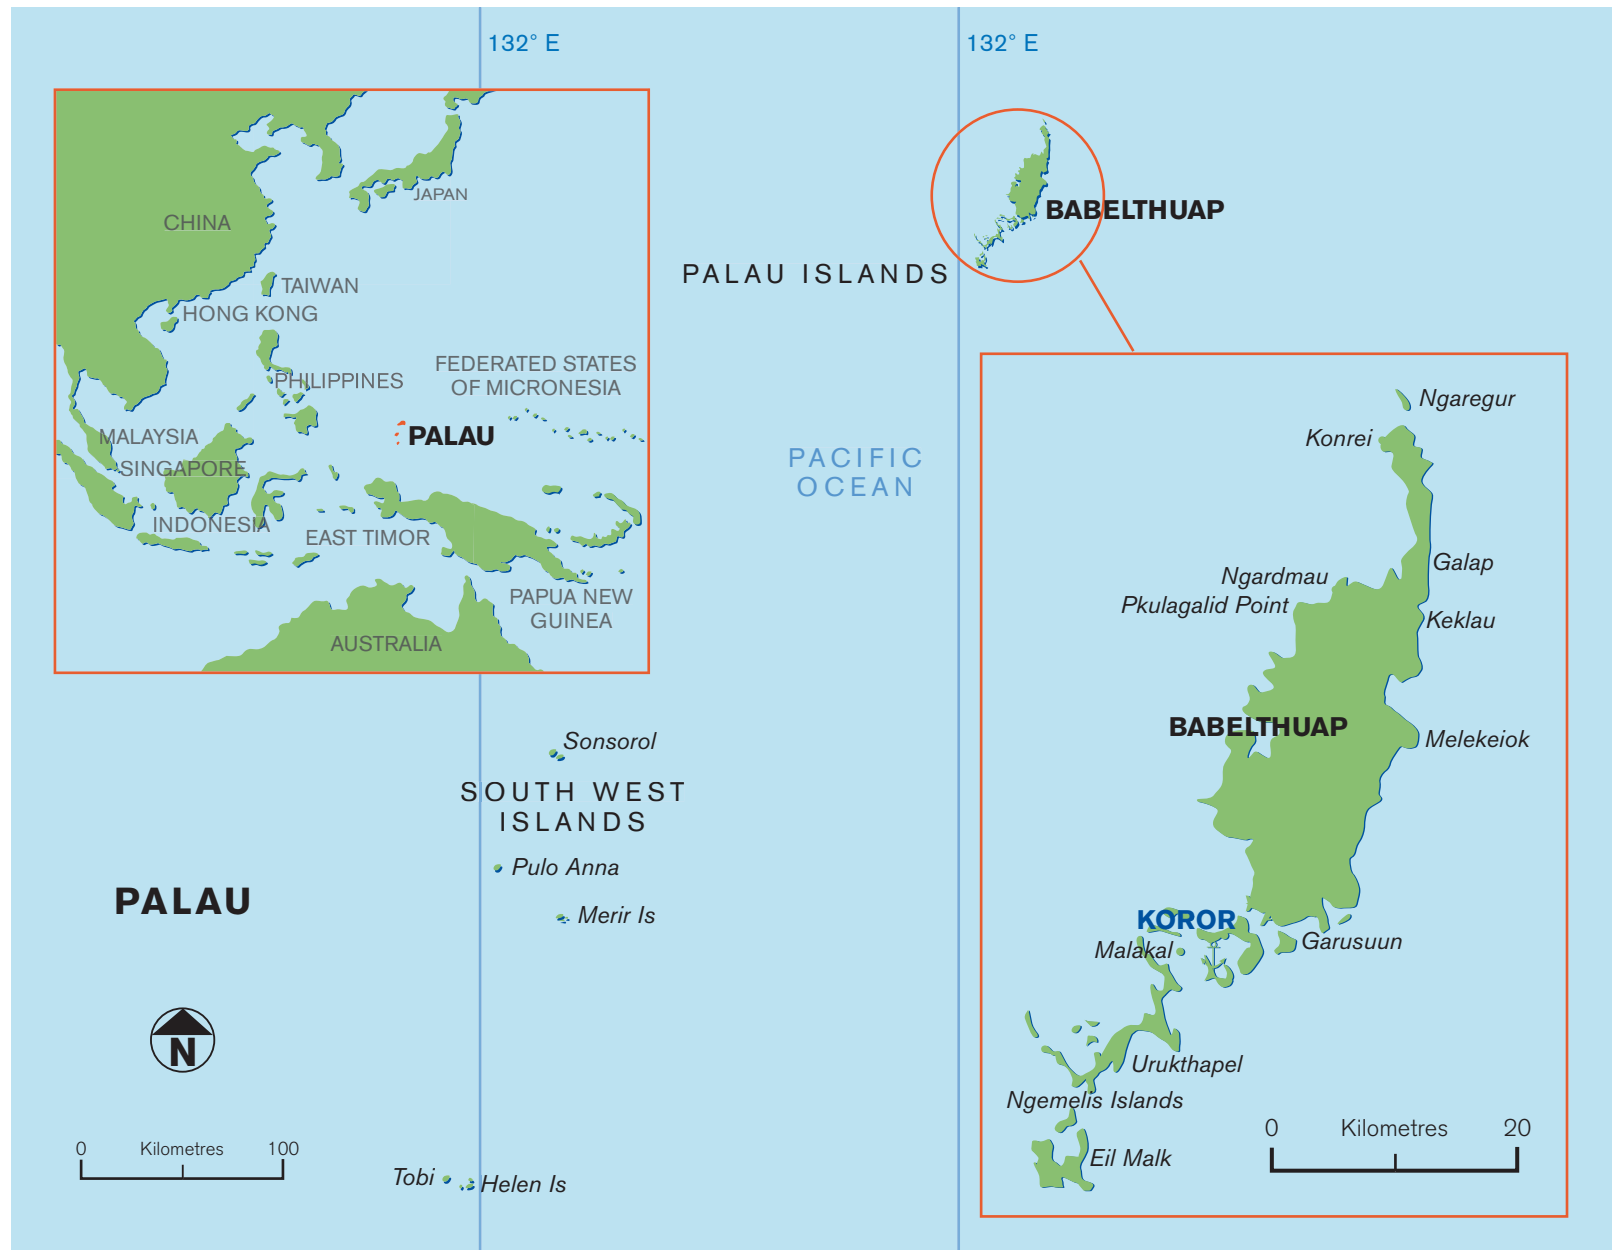 132° E
132° E
CHINA
JAPAN
TAIWAN
HONG KONG
PHILIPPINES
FEDERATED STATES
OF MICRONESIA
PALAU
MALAYSIA
SINGAPORE
INDONESIA
EAST TIMOR
PAPUA NEW
GUINEA
AUSTRALIA
BABELTHUAP
PALAU ISLANDS
PACIFIC
OCEAN
Ngaregur
Konrei
Galap
Ngardmau
Pkulagalid Point
Keklau
BABELTHUAP
Melekeiok
KOROR
Malakal
Garusuun
Urukthapel
Ngemelis Islands
Eil Malk
0 Kilometres 20
Sonsorol
SOUTH WEST
ISLANDS
Pulo Anna
Merir Is
PALAU
N
0 Kilometres 100
Tobi
Helen Is